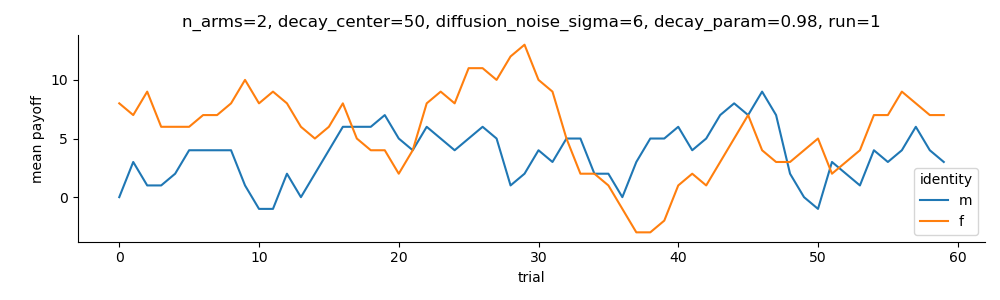 n_arms=2, decay_center=50, diffusion_noise_sigma=6, decay_param=0.98, run=1
mean payoff
10
5
0
identity
m
f
0 10 20 30 40 50 60
trial